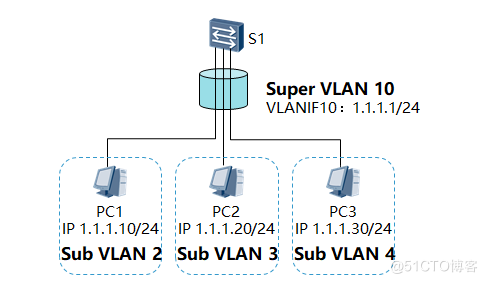 S1
Super VLAN 10
VLANIF10：1.1.1.1/24
PC1
IP 1.1.1.10/24
Sub VLAN 2
PC2
IP 1.1.1.20/24
Sub VLAN 3
PC3
IP 1.1.1.30/24
Sub VLAN 4
@51CTO博客